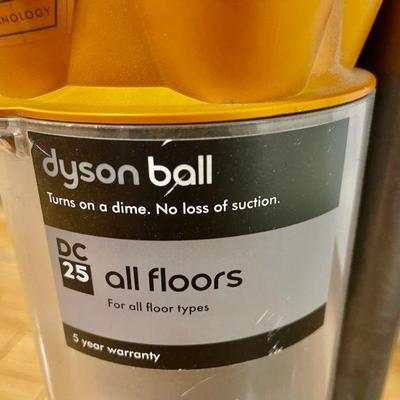 dyson ball
Turns on a dime. No loss of suction.
DC
25
all floors
For all floor types
5 year warranty